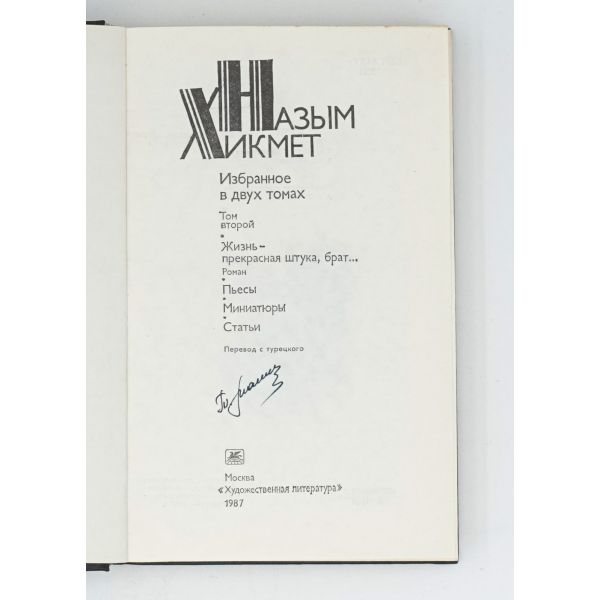 Назым
Хикмет
Избранное
в двух томах
Том
второй
•
Жизнь–
прекрасная штука, брат...
Роман
•
Пьесы
•
Миниатюры
•
Статьи
Перевод с турецкого
Москва
«Художественная литература»
1987